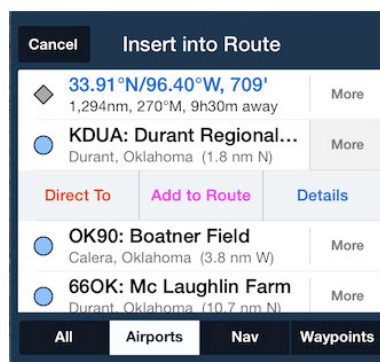 Cancel Insert into Route
33.91°N/96.40°W, 709'
1,294nm, 270°M, 9h30m away
More
KDUA: Durant Regional...
Durant, Oklahoma (1.8 nm N)
More
Direct To Add to Route Details
OK90: Boatner Field
Calera, Oklahoma (3.8 nm W)
More
66OK: Mc Laughlin Farm
Durant, Oklahoma (10.7 nm N)
More
All Airports Nav Waypoints